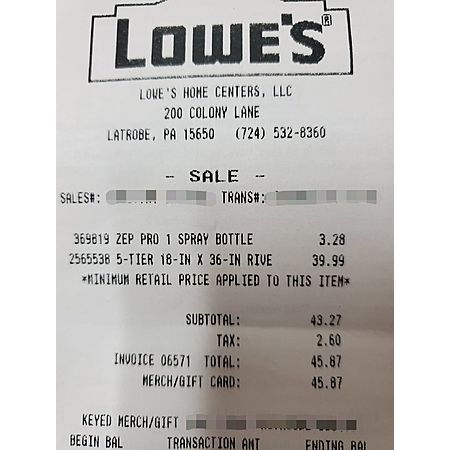 LOWE'S®
LOWE'S HOME CENTERS, LLC
200 COLONY LANE
LATROBE, PA 15650 (724) 532-8360
- SALE -
SALES#: TRANS#:
369819 ZEP PRO 1 SPRAY BOTTLE 3.28
2565538 5-TIER 18-IN X 36-IN RIVE 39.99
*MINIMUM RETAIL PRICE APPLIED TO THIS ITEM*
SUBTOTAL: 43.27
TAX: 2.60
INVOICE 06571 TOTAL: 45.87
MERCH/GIFT CARD: 45.87
KEYED MERCH/GIFT
BEGIN BAL TRANSACTION AMT ENDING BAL